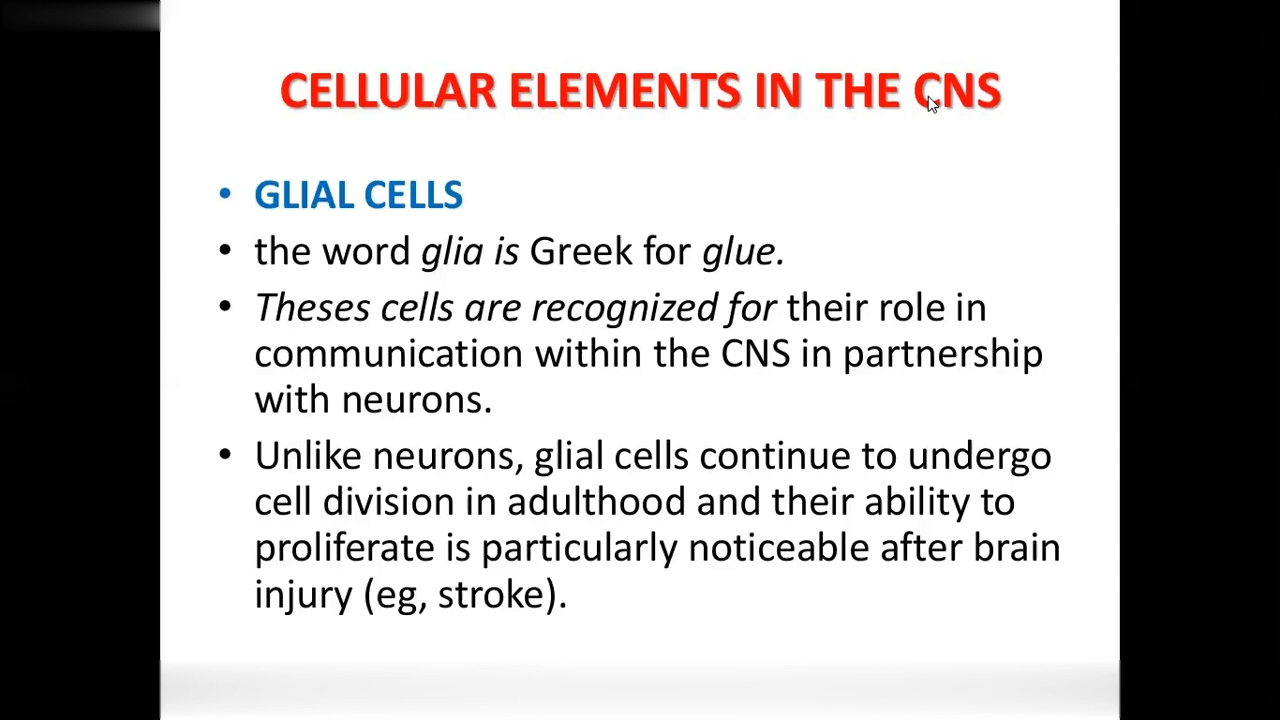 CELLULAR ELEMENTS IN THE CNS
• GLIAL CELLS
• the word glia is Greek for glue.
• Theses cells are recognized for their role in
communication within the CNS in partnership
with neurons.
• Unlike neurons, glial cells continue to undergo
cell division in adulthood and their ability to
proliferate is particularly noticeable after brain
injury (eg, stroke).